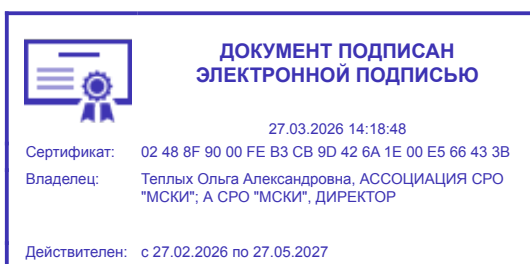 ДОКУМЕНТ ПОДПИСАН
ЭЛЕКТРОННОЙ ПОДПИСЬЮ
27.03.2026 14:18:48
Сертификат: 02 48 8F 90 00 FE B3 CB 9D 42 6A 1E 00 E5 66 43 3B
Владелец: Теплых Ольга Александровна, АССОЦИАЦИЯ СРО
"МСКИ"; А СРО "МСКИ", ДИРЕКТОР
Действителен: с 27.02.2026 по 27.05.2027